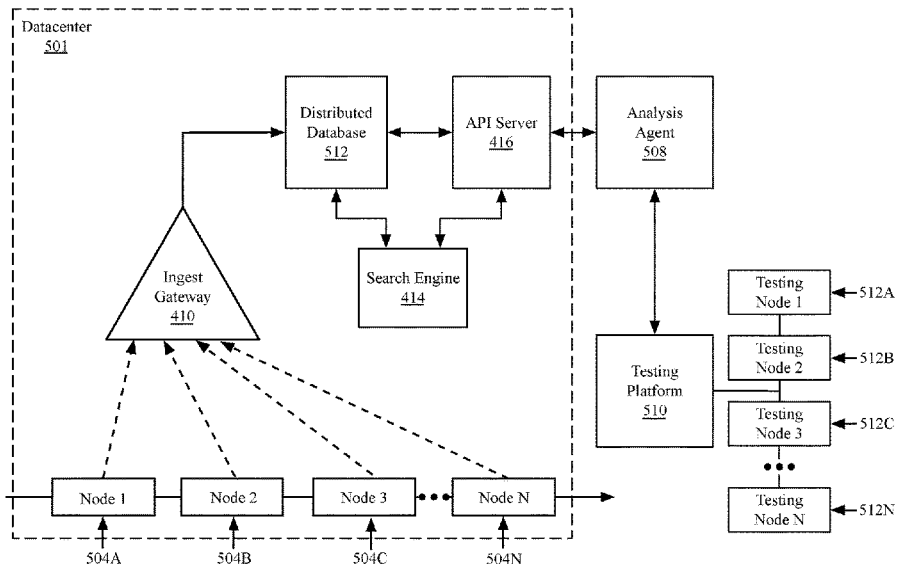 Datacenter
501
Distributed
Database
512
API Server
416
Analysis
Agent
508
Ingest
Gateway
410
Search Engine
414
Testing
Platform
510
Testing
Node 1
512A
Testing
Node 2
512B
Testing
Node 3
512C
Testing
Node N
512N
Node 1
Node 2
Node 3
Node N
504A
504B
504C
504N